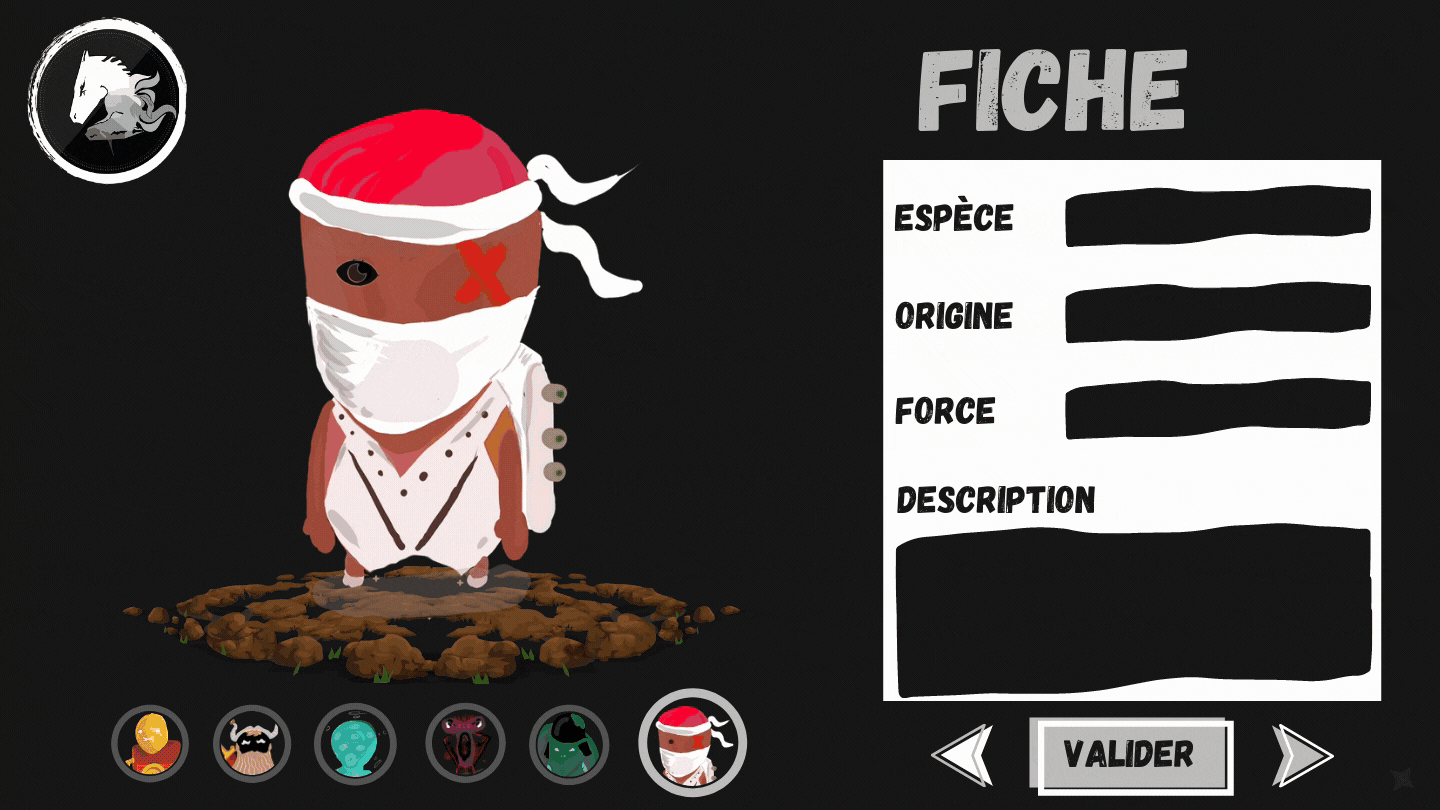 FICHE
ESPÈCE
ORIGINE
FORCE
DESCRIPTION
VALIDER